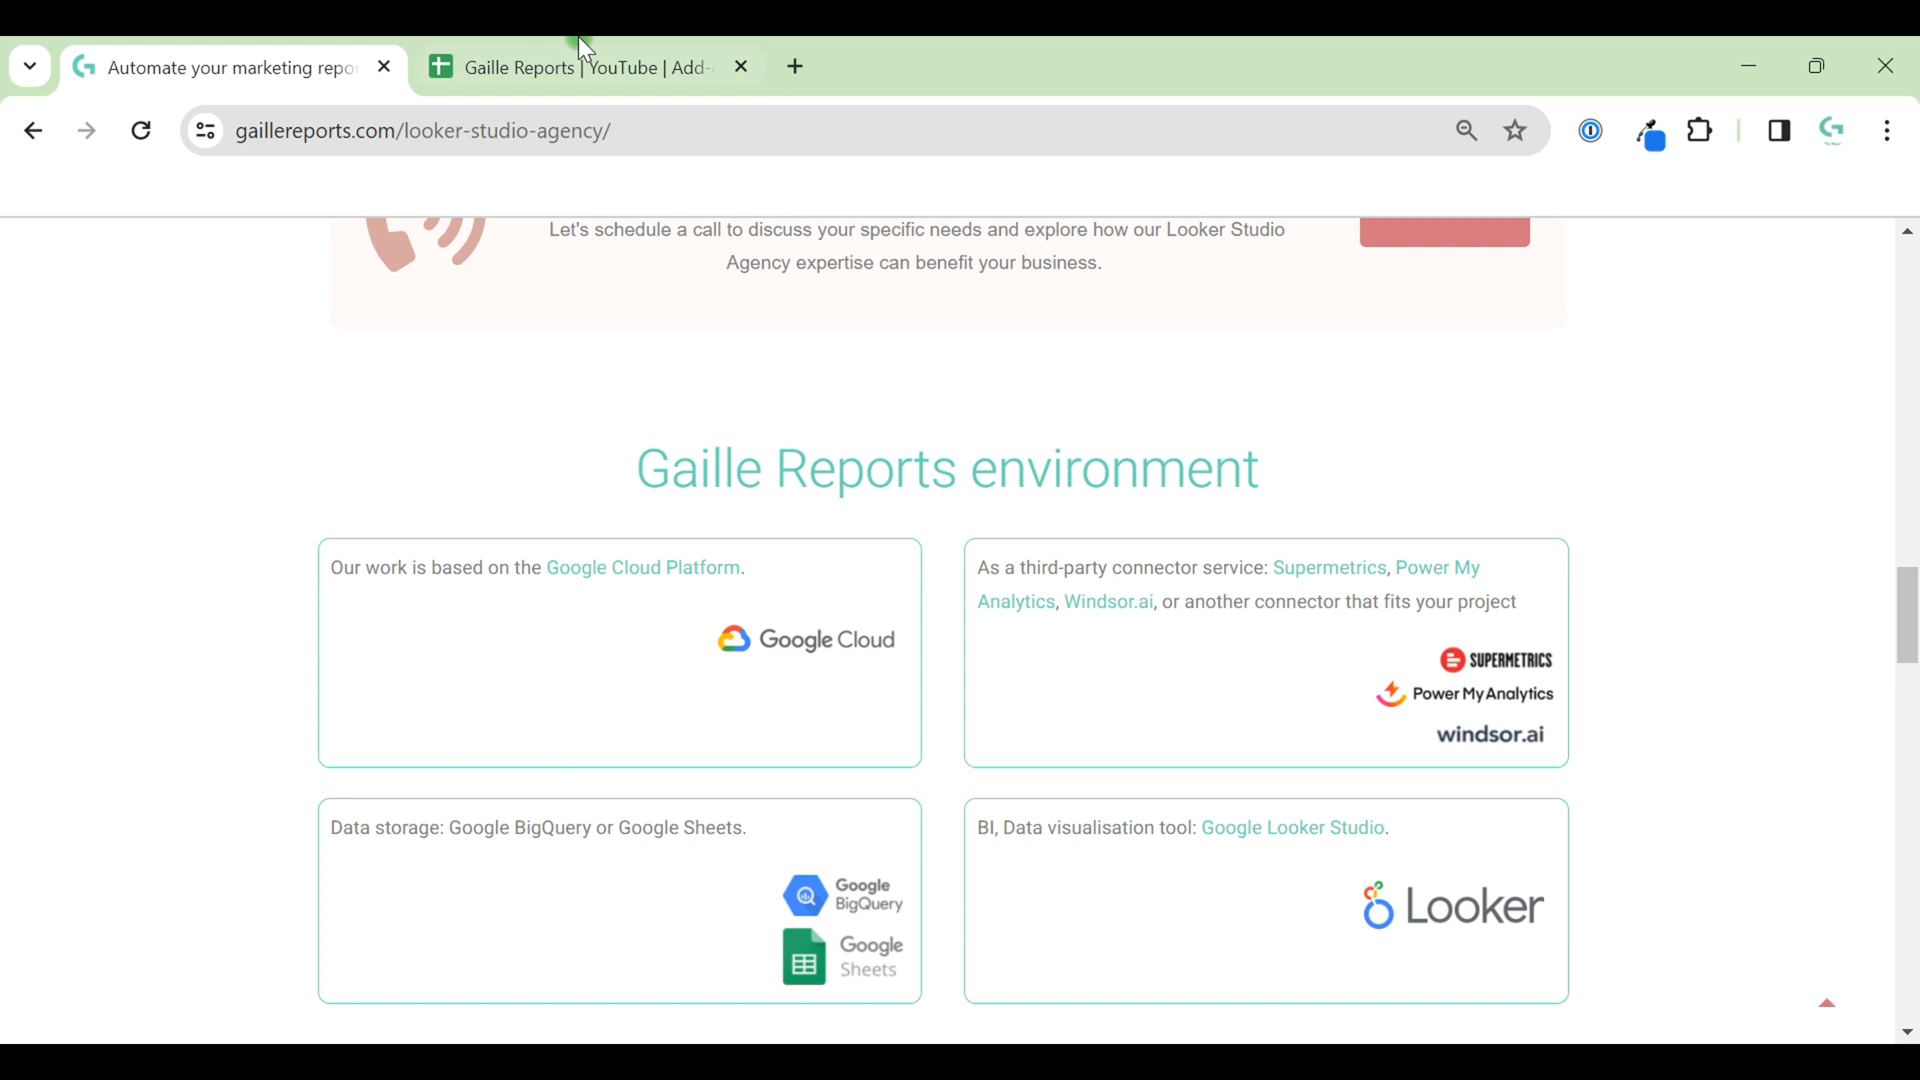 Automate your marketing repo
Gaille Reports | YouTube | Add-
gaillereports.com/looker-studio-agency/
Let's schedule a call to discuss your specific needs and explore how our Looker Studio
Agency expertise can benefit your business.
Gaille Reports environment
Our work is based on the Google Cloud Platform.
Google Cloud
As a third-party connector service: Supermetrics, Power My
Analytics, Windsor.ai, or another connector that fits your project
SUPERMETRICS
Power My Analytics
windsor.ai
Data storage: Google BigQuery or Google Sheets.
Google
BigQuery
Google
Sheets
BI, Data visualisation tool: Google Looker Studio.
Looker